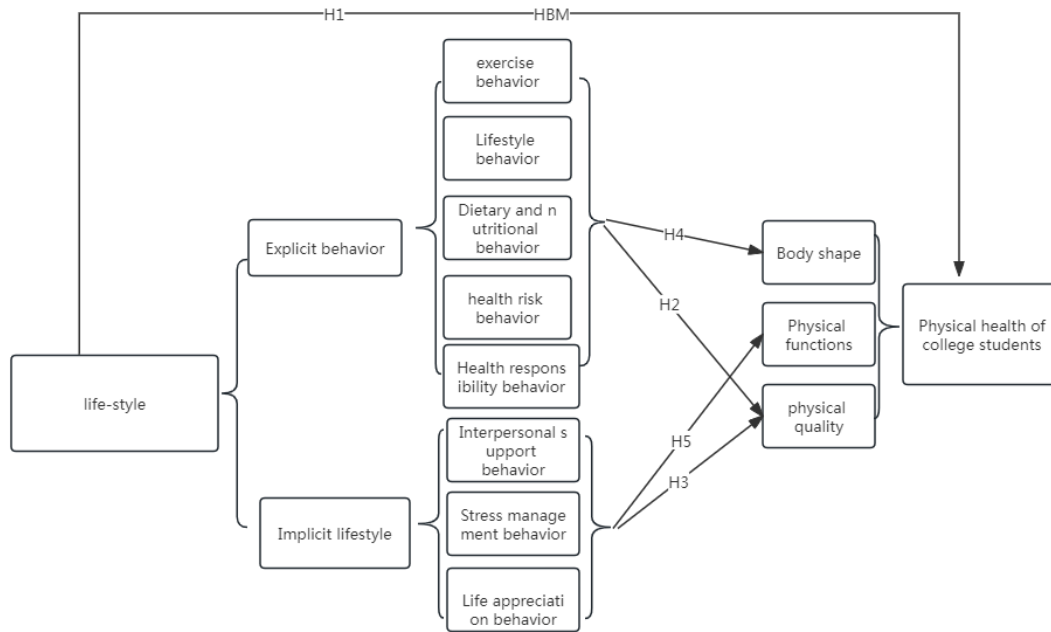 H1
HBM
exercise
behavior
Lifestyle
behavior
Dietary and n
utritional
behavior
health risk
behavior
Health respons
ibility behavior
Explicit behavior
life-style
Implicit lifestyle
Interpersonal s
upport
behavior
Stress manage
ment behavior
Life appreciati
on behavior
H4
H2
H5
H3
Body shape
Physical
functions
physical
quality
Physical health of
college students